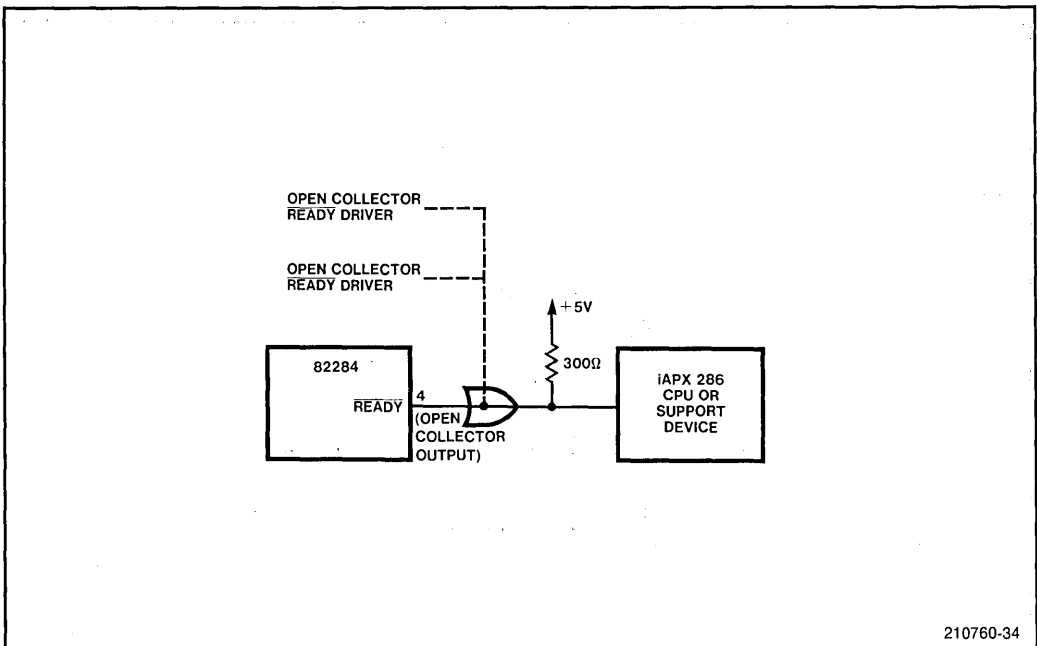 OPEN COLLECTOR
READY DRIVER
OPEN COLLECTOR
READY DRIVER
+5V
300Ω
82284
READY
4
(OPEN
COLLECTOR
OUTPUT)
iAPX 286
CPU OR
SUPPORT
DEVICE
210760-34